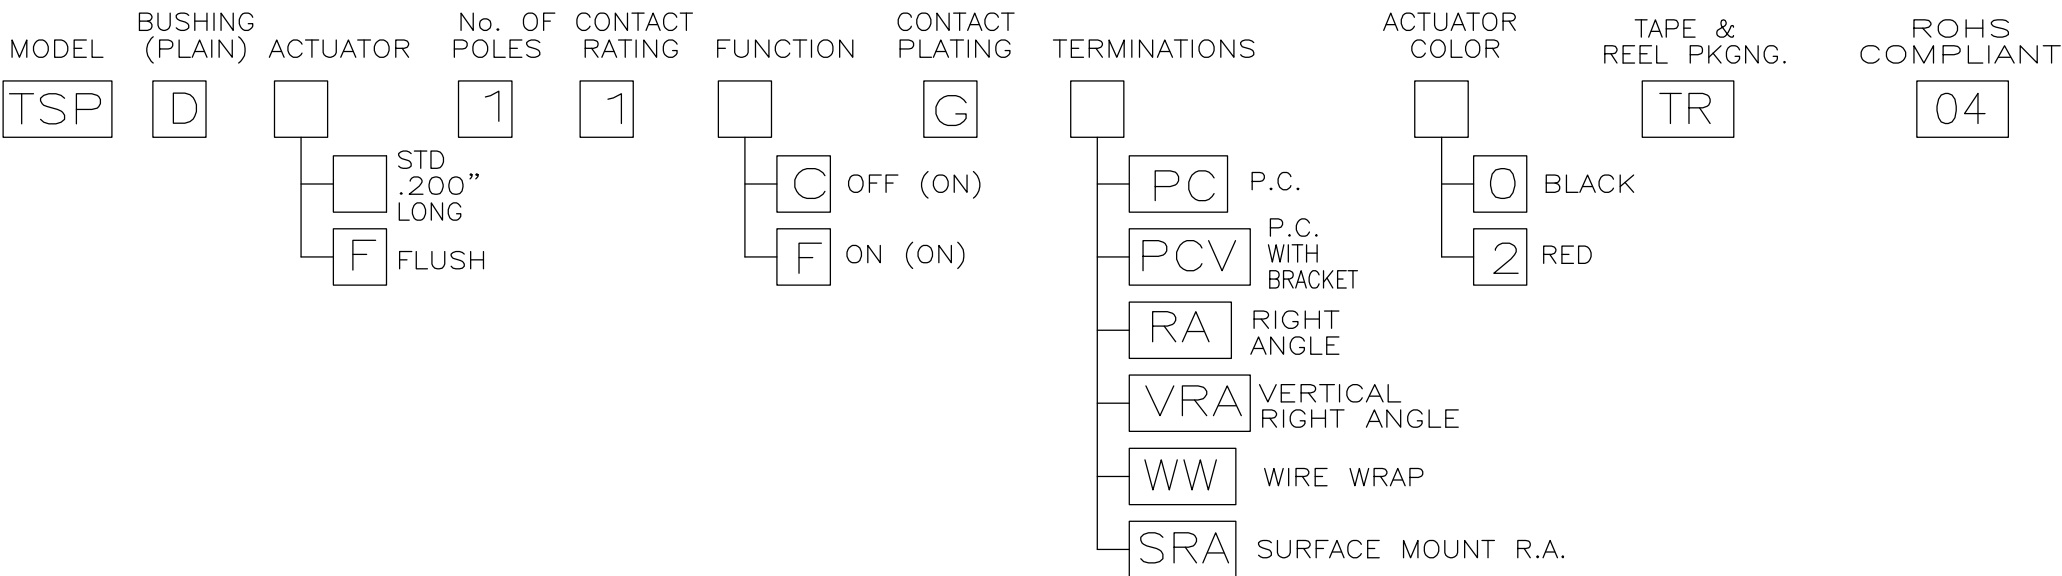 MODEL
BUSHING
(PLAIN)
ACTUATOR
No. OF
POLES
CONTACT
RATING
FUNCTION
CONTACT
PLATING
TERMINATIONS
ACTUATOR
COLOR
TAPE &
REEL PKGNG.
ROHS
COMPLIANT
TSP
D
1
1
G
TR
04
STD
.200”
LONG
F
FLUSH
C
OFF (ON)
F
ON (ON)
PC
P.C.
PCV
P.C.
WITH
BRACKET
RA
RIGHT
ANGLE
VRA
VERTICAL
RIGHT ANGLE
WW
WIRE WRAP
SRA
SURFACE MOUNT R.A.
0
BLACK
2
RED